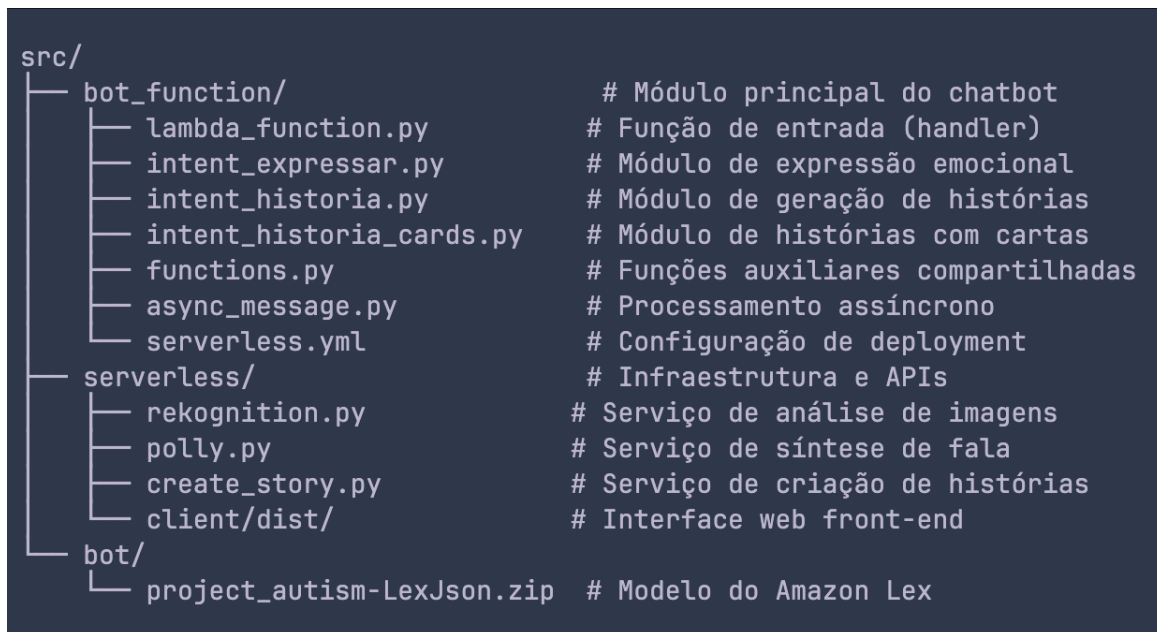 src/
├── bot_function/                    # Módulo principal do chatbot
│   ├── lambda_function.py          # Função de entrada (handler)
│   ├── intent_expressar.py         # Módulo de expressão emocional
│   ├── intent_historia.py          # Módulo de geração de histórias
│   ├── intent_historia_cards.py    # Módulo de histórias com cartas
│   ├── functions.py                # Funções auxiliares compartilhadas
│   ├── async_message.py            # Processamento assíncrono
│   └── serverless.yml              # Configuração de deployment
├── serverless/                     # Infraestrutura e APIs
│   ├── rekognition.py             # Serviço de análise de imagens
│   ├── polly.py                   # Serviço de síntese de fala
│   ├── create_story.py            # Serviço de criação de histórias
│   └── client/dist/               # Interface web front-end
└── bot/
    └── project_autism-LexJson.zip  # Modelo do Amazon Lex